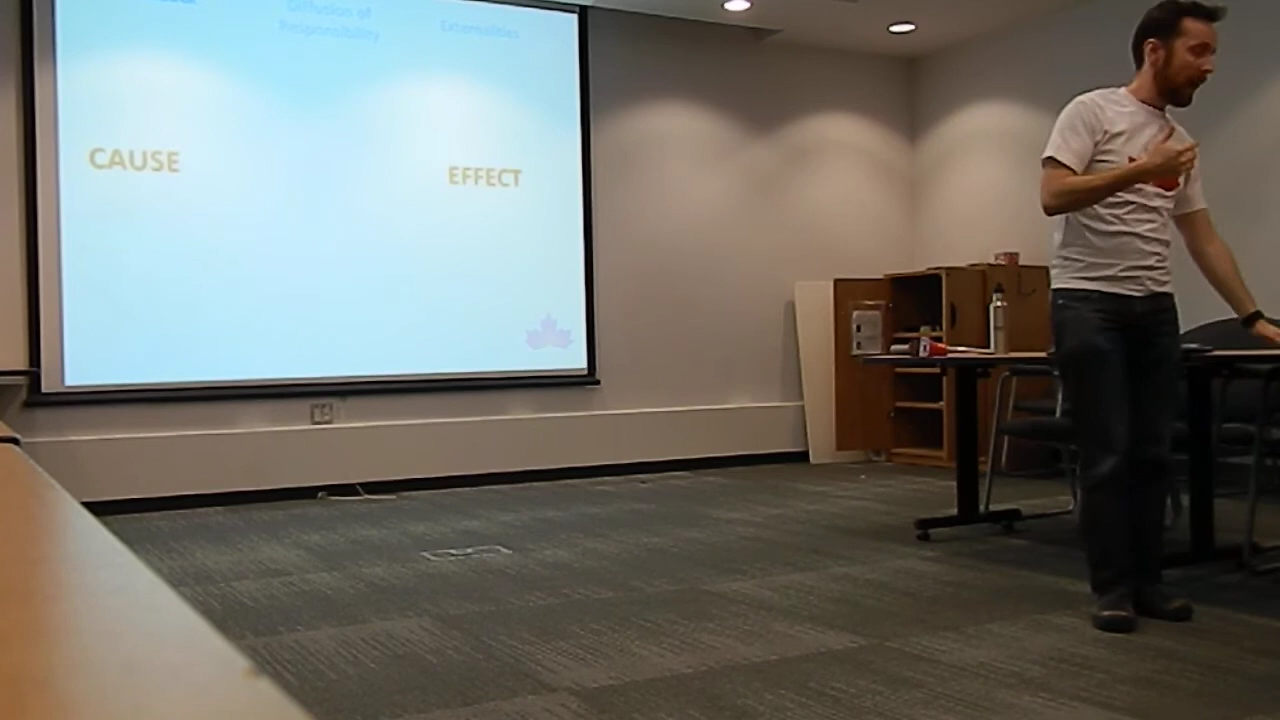 Diffusion of
Responsibility
Externalities
CAUSE
EFFECT